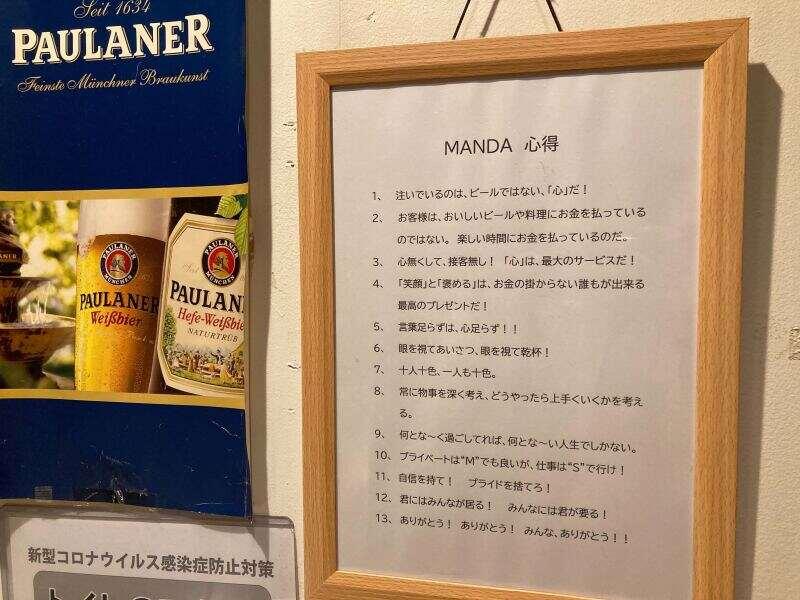 Seit 1634
PAULANER
Feinste Münchner Braukunst
PAULANER
MÜNCHEN
PAULANER
Weißbier
PAULANER
MÜNCHEN
PAULANER
Hefe-Weißbier
NATURTRÜB
新型コロナウイルス感染症防止対策
MANDA 心得
1、 注いでいるのは、ビールではない、「心」だ！
2、 お客様は、おいしいビールや料理にお金を払っている
のではない。 楽しい時間にお金を払っているのだ。
3、 心無くして、接客無し！ 「心」は、最大のサービスだ！
4、 「笑顔」と「褒める」は、お金の掛からない誰もが出来る
最高のプレゼントだ！
5、 言葉足らずは、心足らず！！
6、 眼を視てあいさつ、眼を視て乾杯！
7、 十人十色、一人も十色。
8、 常に物事を深く考え、どうやったら上手くいくかを考え
る。
9、 何とな～く過ごしてれば、何とな～い人生でしかない。
10、 プライベートは“M”でも良いが、仕事は“S”で行け！
11、 自信を持て！ プライドを捨てろ！
12、 君にはみんなが居る！ みんなには君が要る！
13、 ありがとう！ ありがとう！ みんな、ありがとう！！